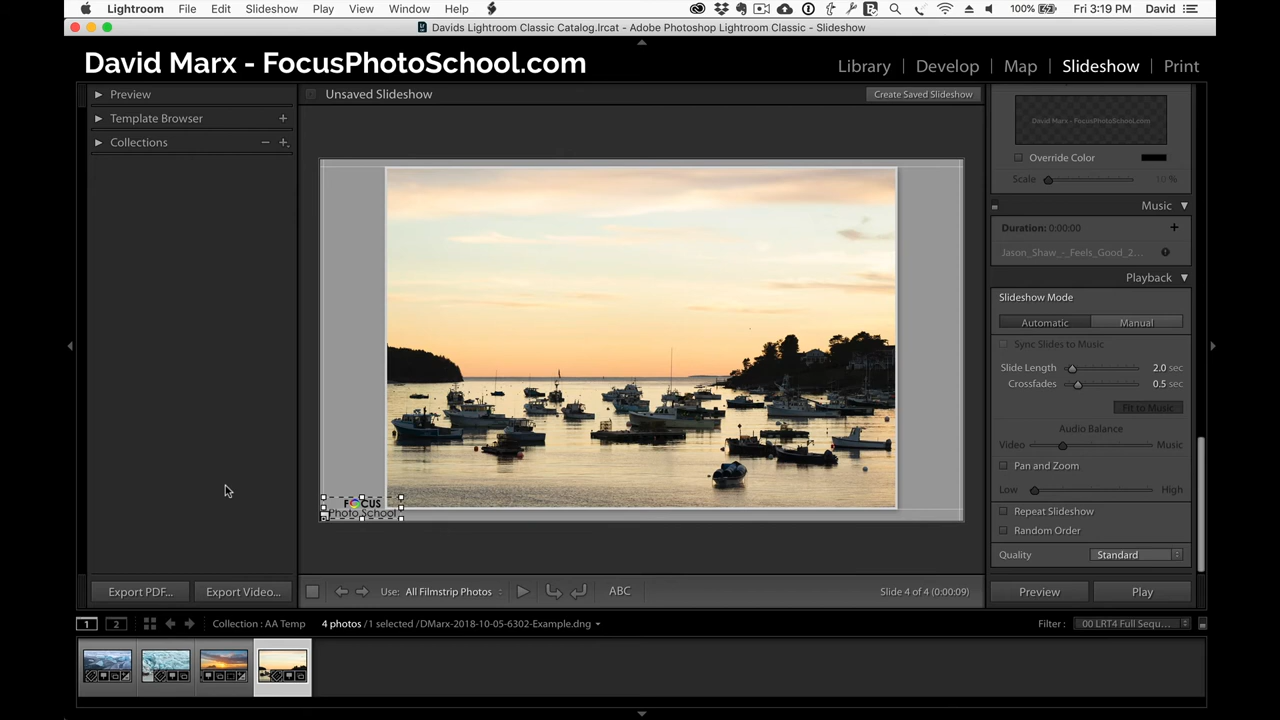 Lightroom File Edit Slideshow Play View Window Help 100% Fri 3:19 PM David
Davids Lightroom Classic Catalog.lrcat - Adobe Photoshop Lightroom Classic - Slideshow
David Marx - FocusPhotoSchool.com
Library | Develop | Map | Slideshow | Print
Preview
Template Browser +
Collections − +
Unsaved Slideshow
Create Saved Slideshow
FOCUS
Photo School
David Marx - FocusPhotoSchool.com
Override Color
Scale 10 %
Music
Duration: 0:00:00 +
Jason_Shaw_-_Feels_Good_2...
Playback
Slideshow Mode
Automatic Manual
Sync Slides to Music
Slide Length 2.0 sec
Crossfades 0.5 sec
Fit to Music
Audio Balance
Video Music
Pan and Zoom
Low High
Repeat Slideshow
Random Order
Quality Standard
Export PDF... Export Video...
Use: All Filmstrip Photos ABC Slide 4 of 4 (0:00:09)
Preview Play
1 2 Collection : AA Temp 4 photos / 1 selected / DMarx-2018-10-05-6302-Example.dng Filter : 00 LRT4 Full Sequ...